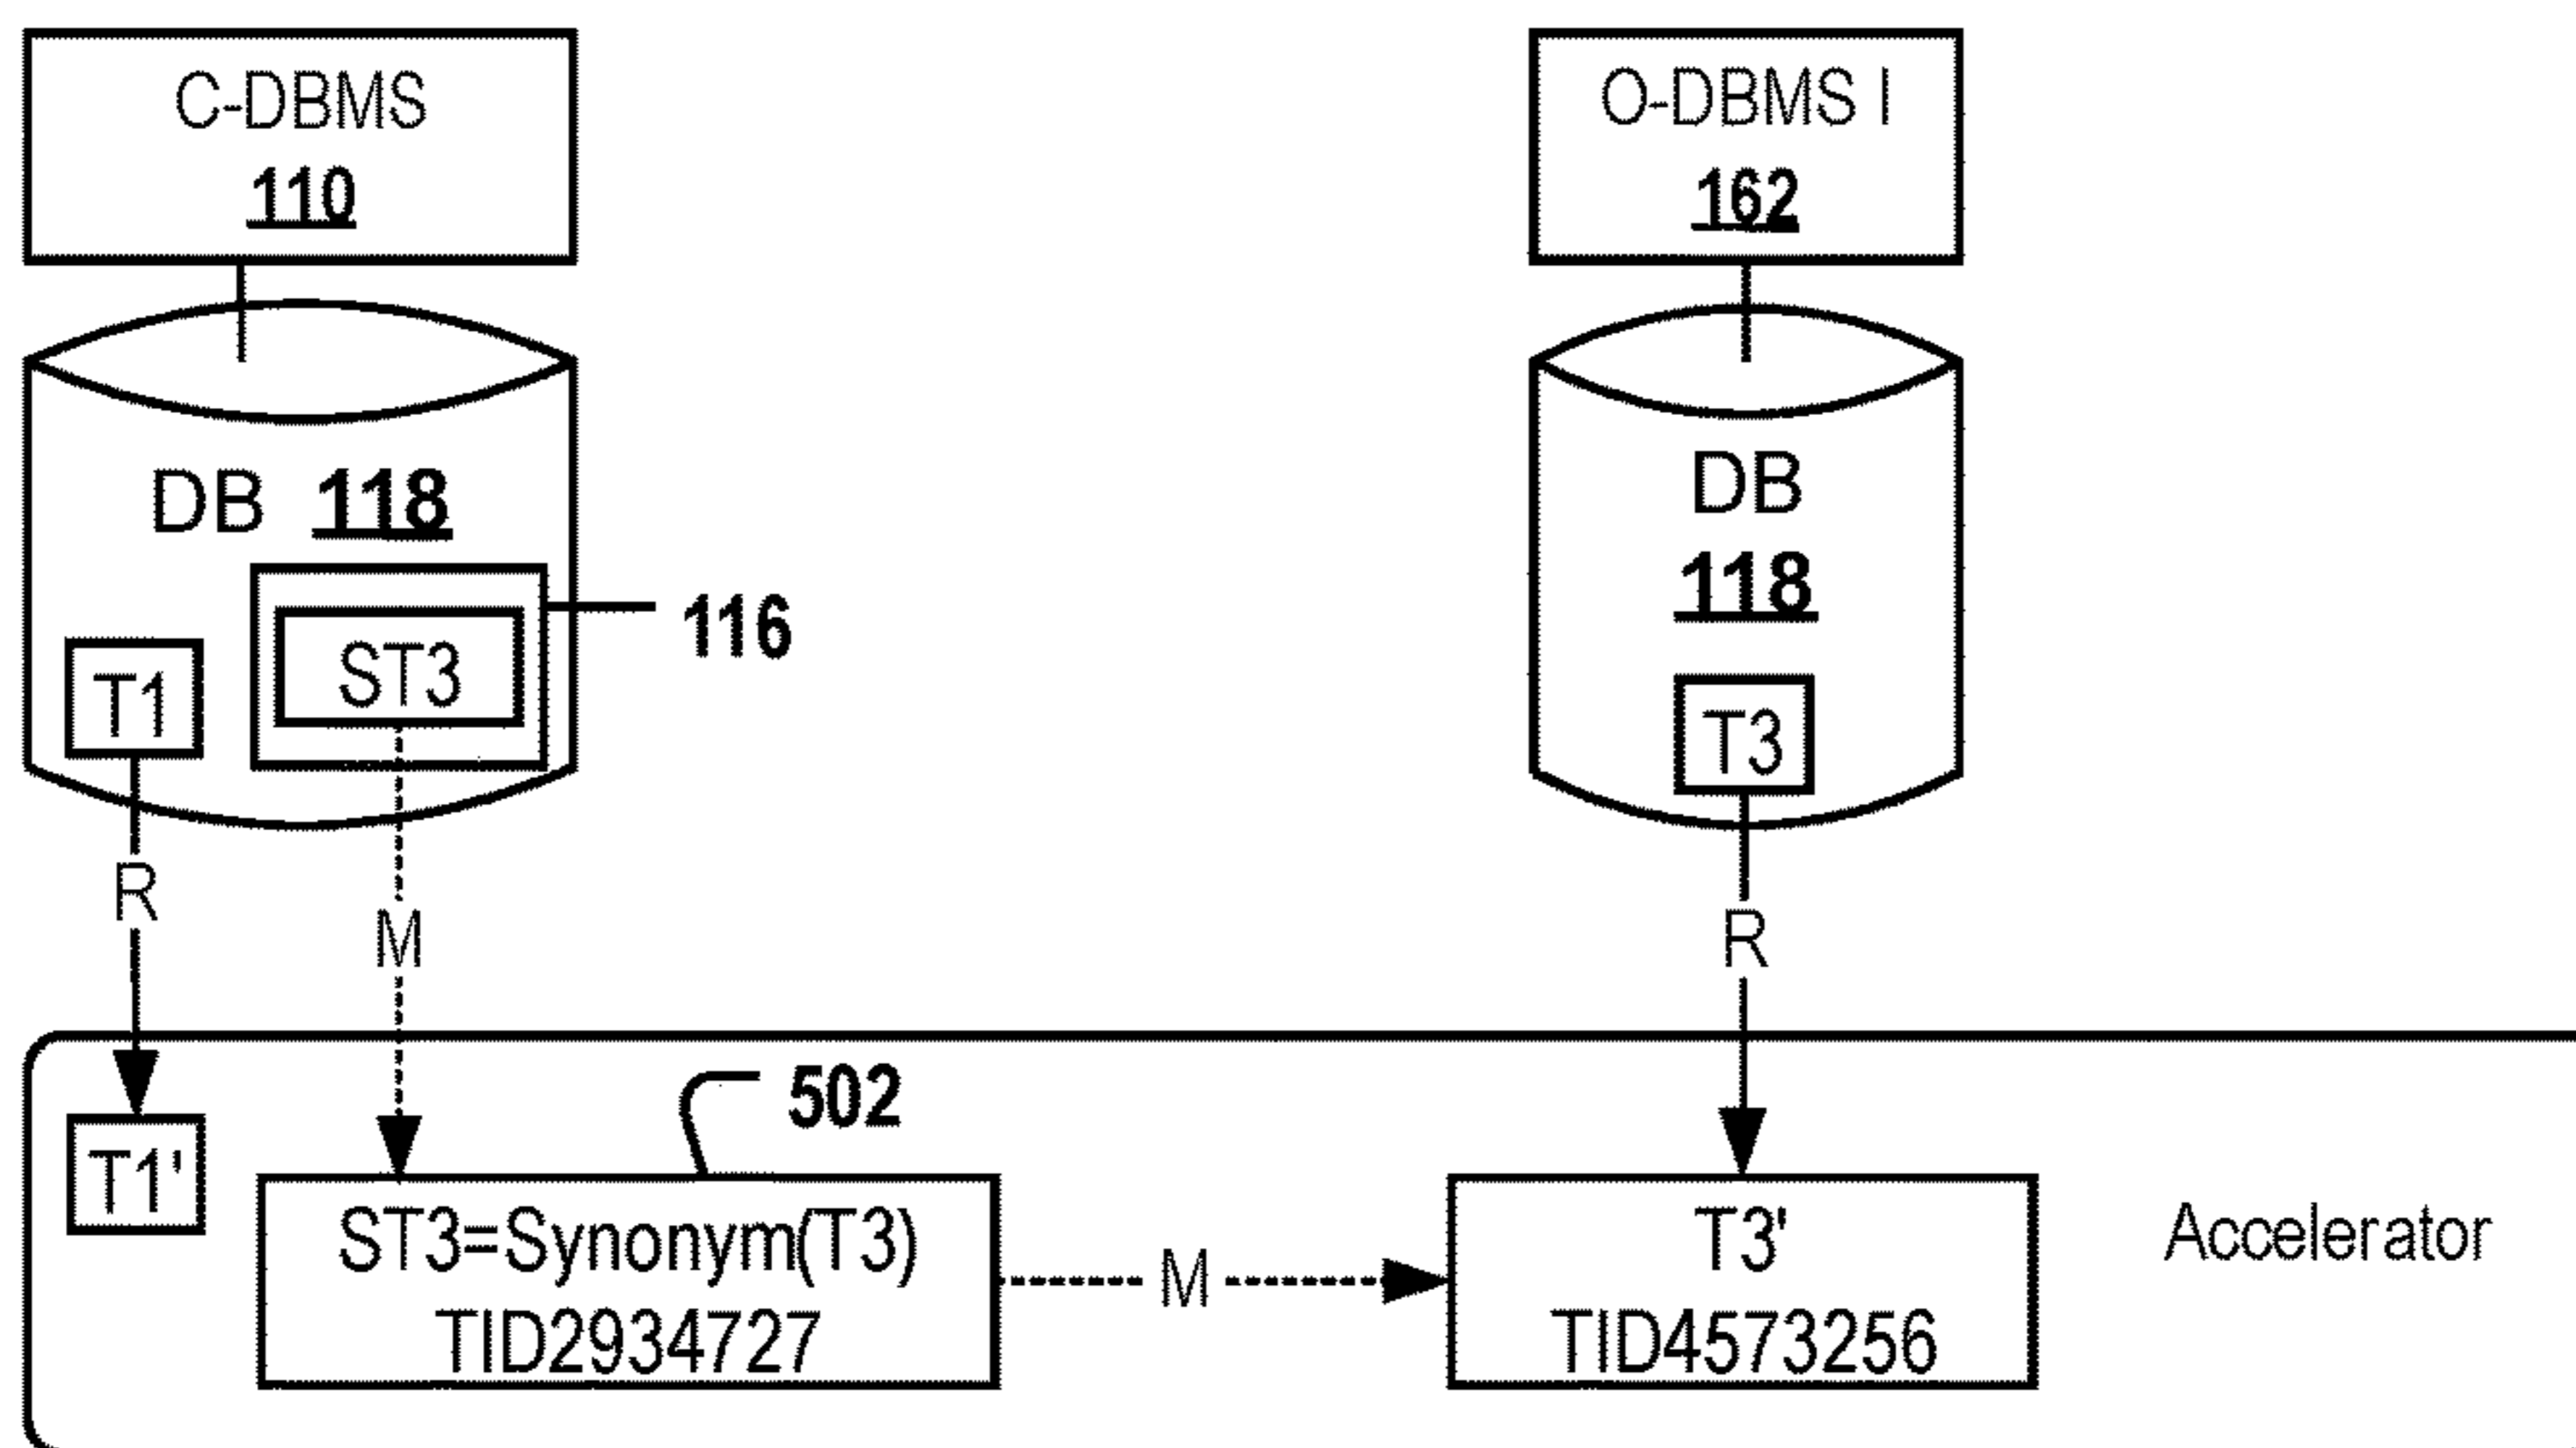 C-DBMS
110
O-DBMS I
162
DB 118
116
T1
ST3
DB
118
T3
R
M
R
502
T1'
ST3=Synonym(T3)
TID2934727
M
T3'
TID4573256
Accelerator